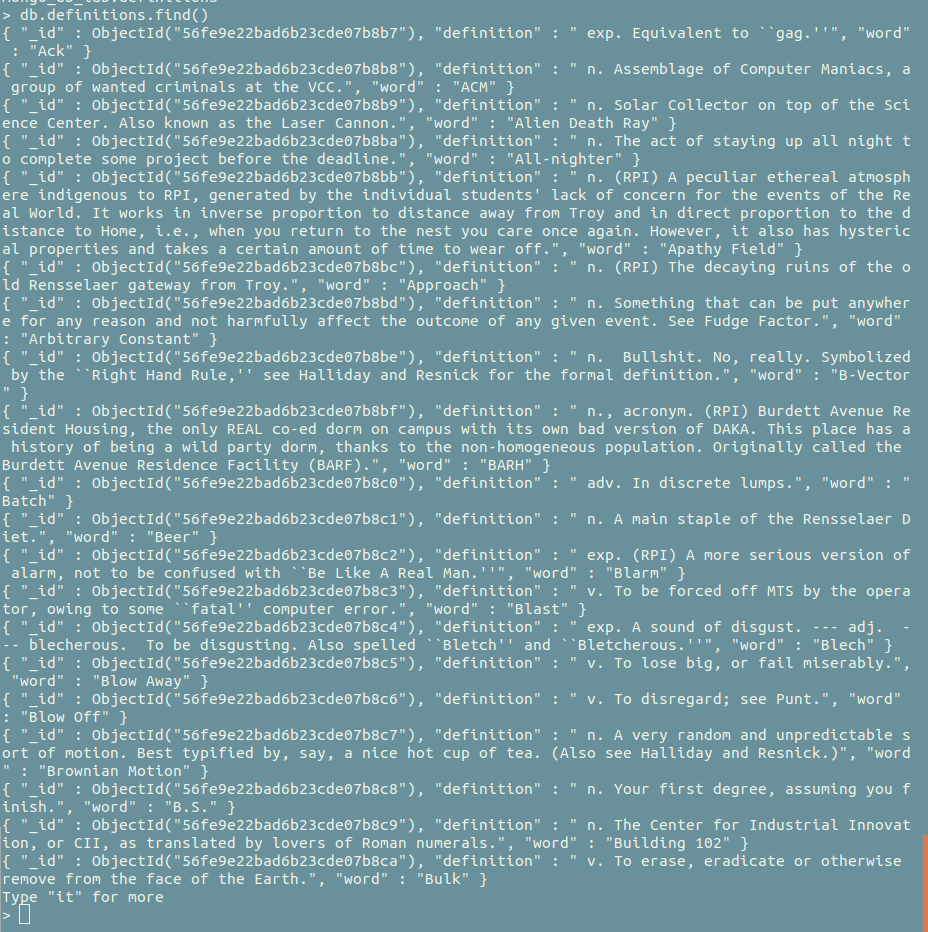 > db.definitions.find()
{ "_id" : ObjectId("56fe9e22bad6b23cde07b8b7"), "definition" : " exp. Equivalent to ``gag.''", "word"
 : "Ack" }
{ "_id" : ObjectId("56fe9e22bad6b23cde07b8b8"), "definition" : " n. Assemblage of Computer Maniacs, a
 group of wanted criminals at the VCC.", "word" : "ACM" }
{ "_id" : ObjectId("56fe9e22bad6b23cde07b8b9"), "definition" : " n. Solar Collector on top of the Sci
ence Center. Also known as the Laser Cannon.", "word" : "Alien Death Ray" }
{ "_id" : ObjectId("56fe9e22bad6b23cde07b8ba"), "definition" : " n. The act of staying up all night t
o complete some project before the deadline.", "word" : "All-nighter" }
{ "_id" : ObjectId("56fe9e22bad6b23cde07b8bb"), "definition" : " n. (RPI) A peculiar ethereal atmosph
ere indigenous to RPI, generated by the individual students' lack of concern for the events of the Re
al World. It works in inverse proportion to distance away from Troy and in direct proportion to the d
istance to Home, i.e., when you return to the nest you care once again. However, it also has hysteric
al properties and takes a certain amount of time to wear off.", "word" : "Apathy Field" }
{ "_id" : ObjectId("56fe9e22bad6b23cde07b8bc"), "definition" : " n. (RPI) The decaying ruins of the o
ld Rensselaer gateway from Troy.", "word" : "Approach" }
{ "_id" : ObjectId("56fe9e22bad6b23cde07b8bd"), "definition" : " n. Something that can be put anywher
e for any reason and not harmfully affect the outcome of any given event. See Fudge Factor.", "word"
: "Arbitrary Constant" }
{ "_id" : ObjectId("56fe9e22bad6b23cde07b8be"), "definition" : " n.  Bullshit. No, really. Symbolized
 by the ``Right Hand Rule,'' see Halliday and Resnick for the formal definition.", "word" : "B-Vector
" }
{ "_id" : ObjectId("56fe9e22bad6b23cde07b8bf"), "definition" : " n., acronym. (RPI) Burdett Avenue Re
sident Housing, the only REAL co-ed dorm on campus with its own bad version of DAKA. This place has a
 history of being a wild party dorm, thanks to the non-homogeneous population. Originally called the
Burdett Avenue Residence Facility (BARF).", "word" : "BARH" }
{ "_id" : ObjectId("56fe9e22bad6b23cde07b8c0"), "definition" : " adv. In discrete lumps.", "word" : "
Batch" }
{ "_id" : ObjectId("56fe9e22bad6b23cde07b8c1"), "definition" : " n. A main staple of the Rensselaer D
iet.", "word" : "Beer" }
{ "_id" : ObjectId("56fe9e22bad6b23cde07b8c2"), "definition" : " exp. (RPI) A more serious version of
 alarm, not to be confused with ``Be Like A Real Man.''", "word" : "Blarm" }
{ "_id" : ObjectId("56fe9e22bad6b23cde07b8c3"), "definition" : " v. To be forced off MTS by the opera
tor, owing to some ``fatal'' computer error.", "word" : "Blast" }
{ "_id" : ObjectId("56fe9e22bad6b23cde07b8c4"), "definition" : " exp. A sound of disgust. --- adj.  -
-- blecherous.  To be disgusting. Also spelled ``Bletch'' and ``Bletcherous.''", "word" : "Blech" }
{ "_id" : ObjectId("56fe9e22bad6b23cde07b8c5"), "definition" : " v. To lose big, or fail miserably.",
 "word" : "Blow Away" }
{ "_id" : ObjectId("56fe9e22bad6b23cde07b8c6"), "definition" : " v. To disregard; see Punt.", "word"
: "Blow Off" }
{ "_id" : ObjectId("56fe9e22bad6b23cde07b8c7"), "definition" : " n. A very random and unpredictable s
ort of motion. Best typified by, say, a nice hot cup of tea. (Also see Halliday and Resnick.)", "word
" : "Brownian Motion" }
{ "_id" : ObjectId("56fe9e22bad6b23cde07b8c8"), "definition" : " n. Your first degree, assuming you f
inish.", "word" : "B.S." }
{ "_id" : ObjectId("56fe9e22bad6b23cde07b8c9"), "definition" : " n. The Center for Industrial Innovat
ion, or CII, as translated by lovers of Roman numerals.", "word" : "Building 102" }
{ "_id" : ObjectId("56fe9e22bad6b23cde07b8ca"), "definition" : " v. To erase, eradicate or otherwise
remove from the face of the Earth.", "word" : "Bulk" }
Type "it" for more
>